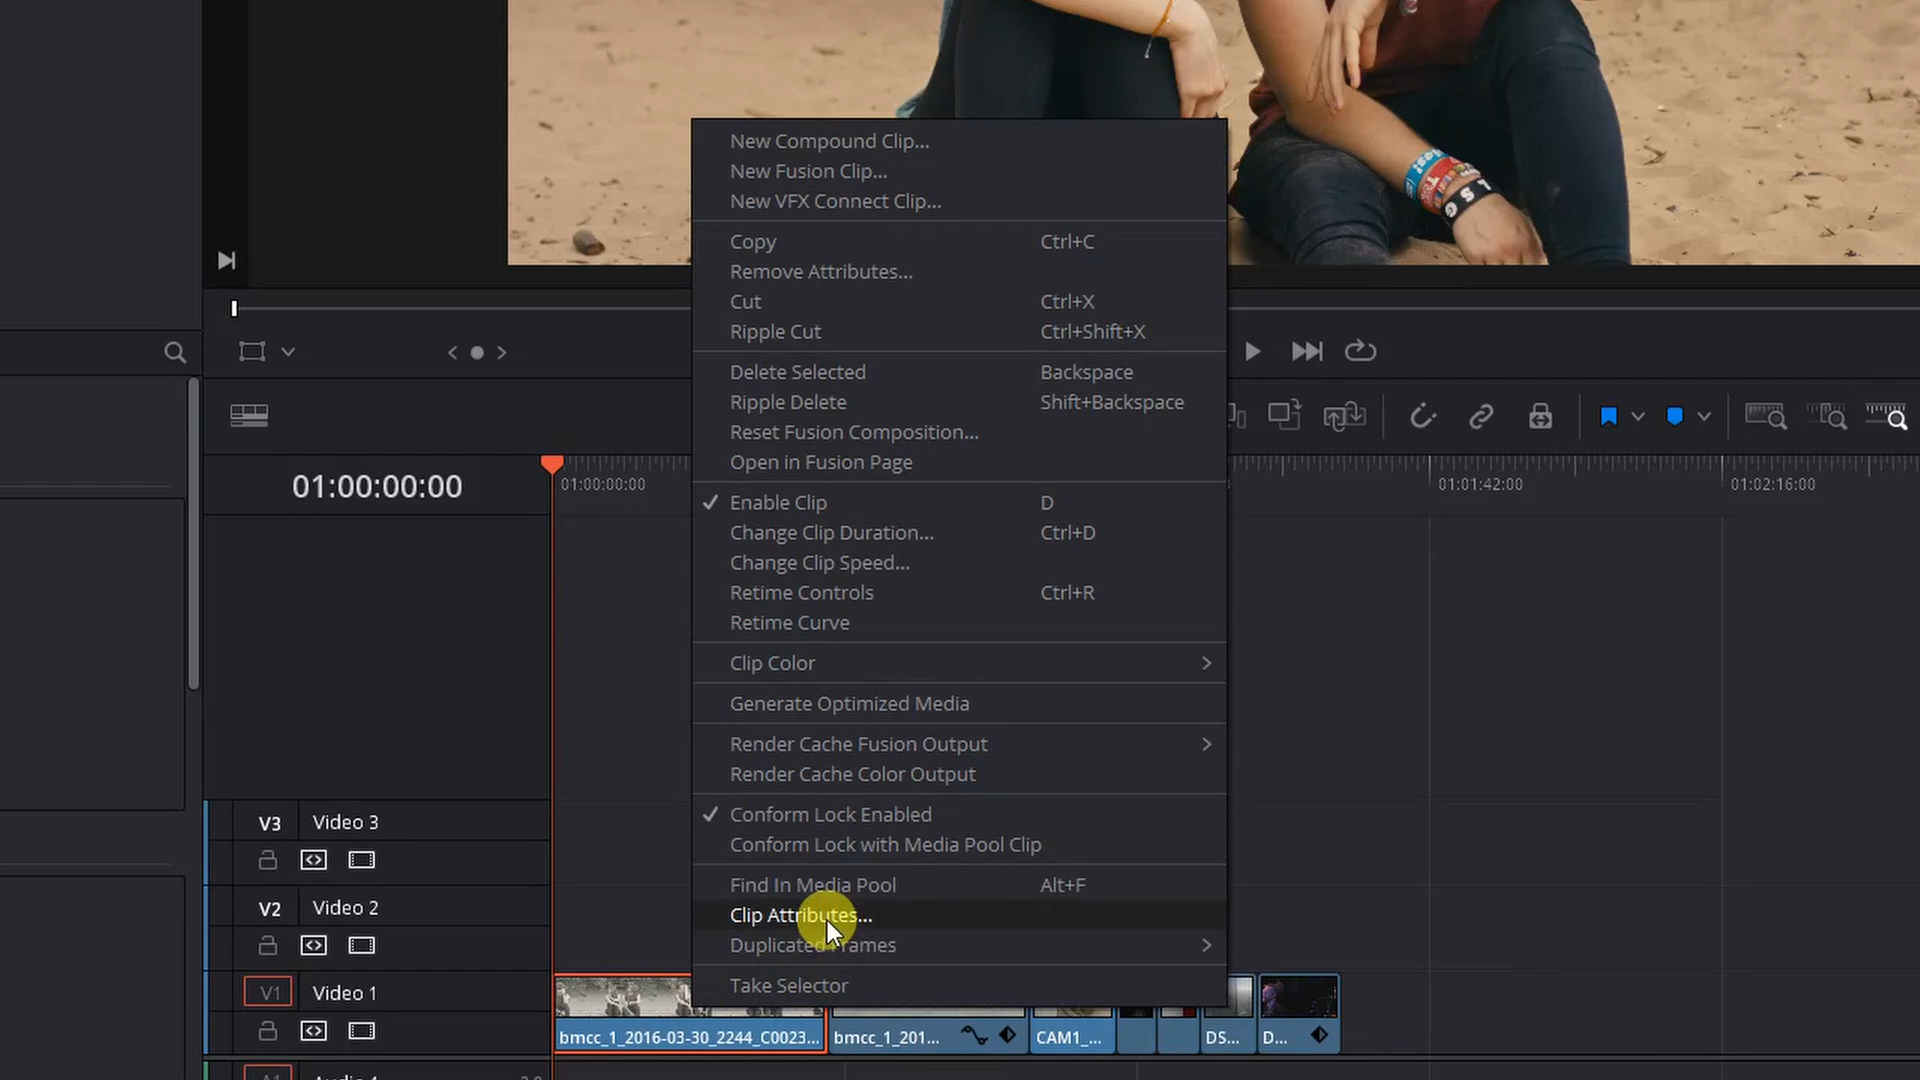 New Compound Clip...
New Fusion Clip...
New VFX Connect Clip...
Copy Ctrl+C
Remove Attributes...
Cut Ctrl+X
Ripple Cut Ctrl+Shift+X
Delete Selected Backspace
Ripple Delete Shift+Backspace
Reset Fusion Composition...
Open in Fusion Page
Enable Clip D
Change Clip Duration... Ctrl+D
Change Clip Speed...
Retime Controls Ctrl+R
Retime Curve
Clip Color
Generate Optimized Media
Render Cache Fusion Output
Render Cache Color Output
Conform Lock Enabled
Conform Lock with Media Pool Clip
Find In Media Pool Alt+F
Clip Attributes...
Duplicated Frames
Take Selector
01:00:00:00
01:00:00:00
01:01:42:00
01:02:16:00
V3 Video 3
V2 Video 2
V1 Video 1
bmcc_1_2016-03-30_2244_C0023...
bmcc_1_201...
CAM1_...
DS...
D...